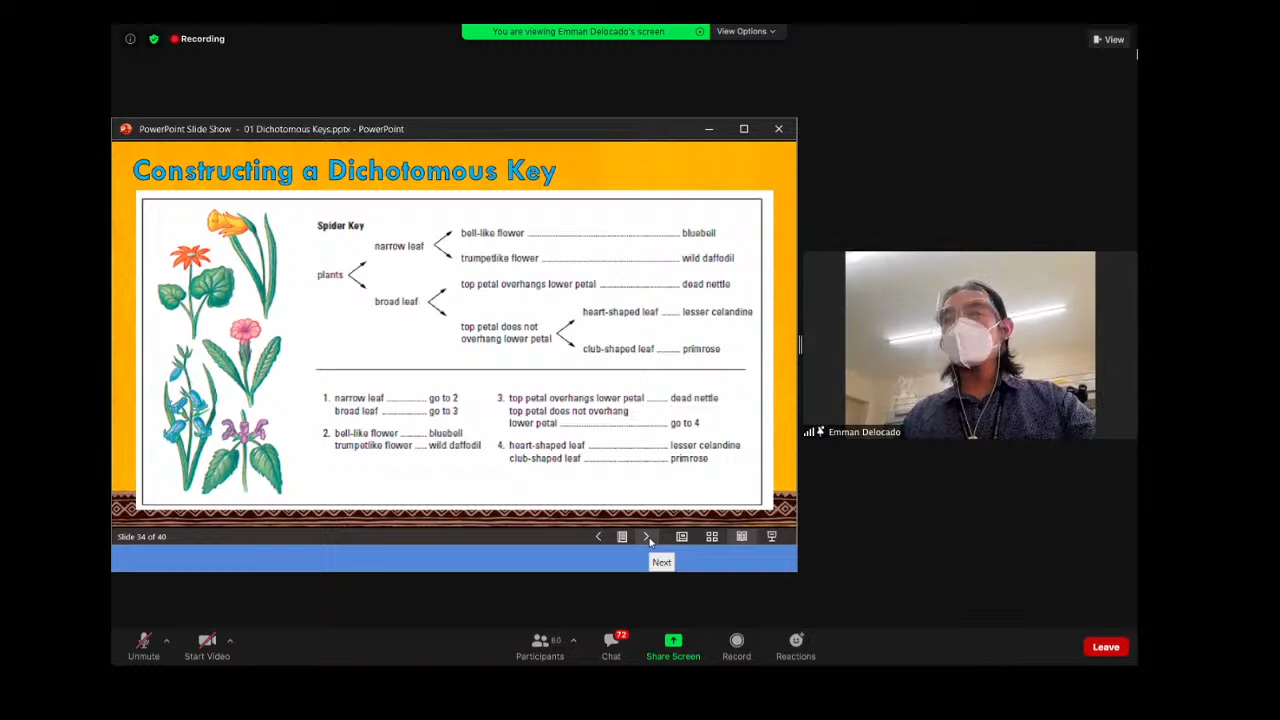 You are viewing Emman Delocado's screen
View Options
Recording
View
PowerPoint Slide Show - 01 Dichotomous Keys.pptx - PowerPoint
Constructing a Dichotomous Key
Spider Key
bell-like flower .......... bluebell
narrow leaf
trumpetlike flower .......... wild daffodil
plants
top petal overhangs lower petal .......... dead nettle
broad leaf
heart-shaped leaf ....... lesser celandine
top petal does not
overhang lower petal
club-shaped leaf ......... primrose
1. narrow leaf .......... go to 2
broad leaf .......... go to 3
2. bell-like flower .......... bluebell
trumpetlike flower .... wild daffodil
3. top petal overhangs lower petal ....... dead nettle
top petal does not overhang
lower petal .......... go to 4
4. heart-shaped leaf .......... lesser celandine
club-shaped leaf .......... primrose
Emman Delocado
Slide 34 of 40
Next
Unmute
Start Video
60
Participants
72
Chat
Share Screen
Record
Reactions
Leave